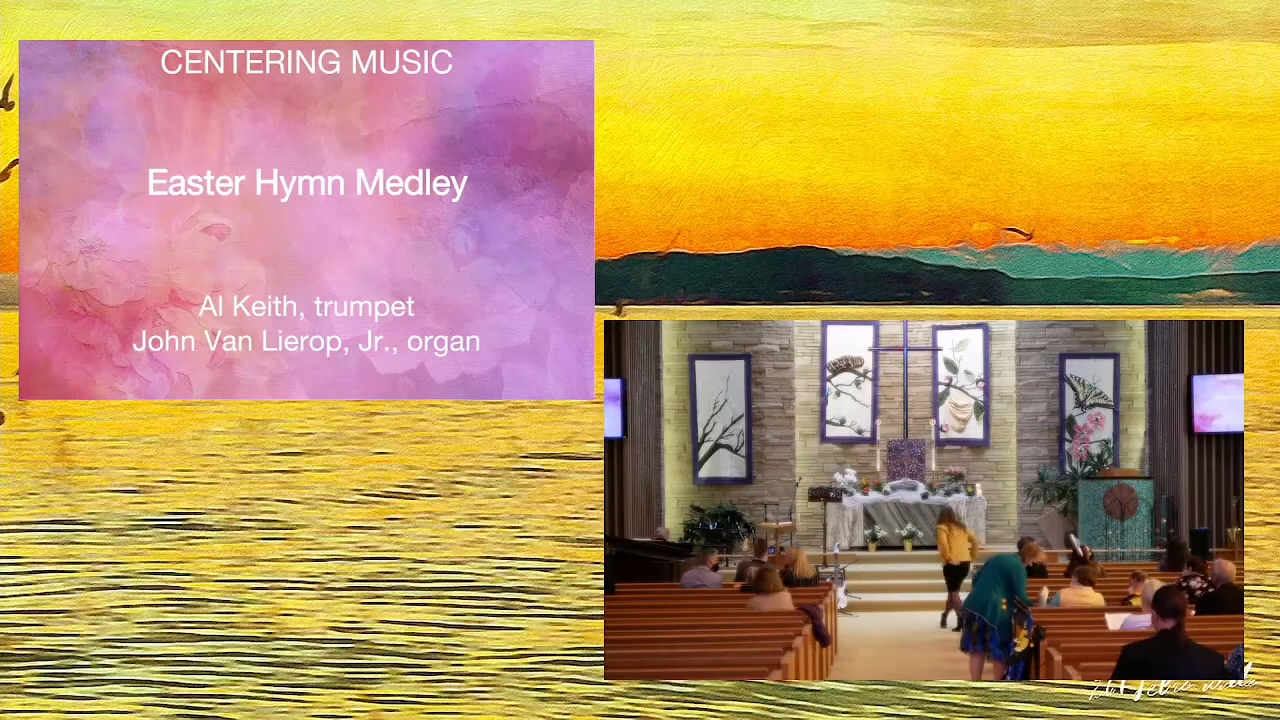 CENTERING MUSIC
Easter Hymn Medley
Al Keith, trumpet
John Van Lierop, Jr., organ